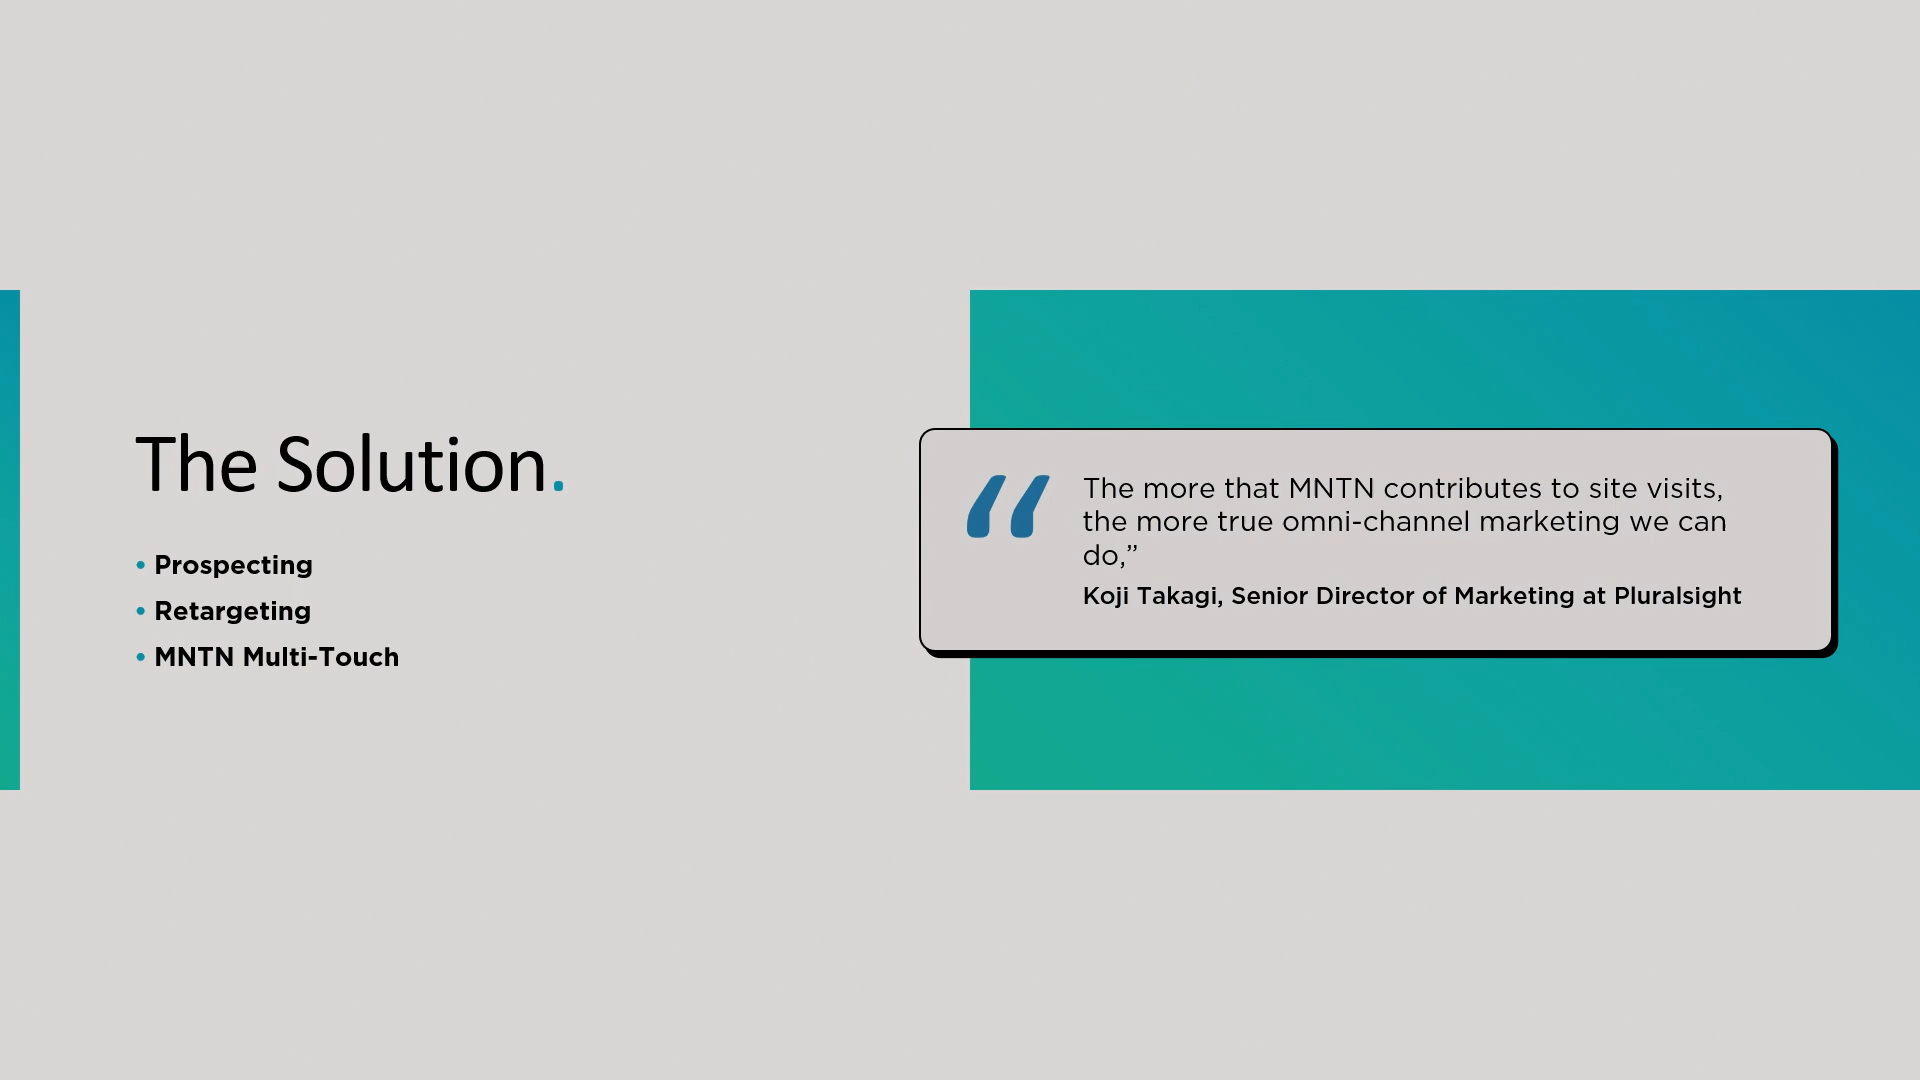 The Solution.
• Prospecting
• Retargeting
• MNTN Multi-Touch
“
The more that MNTN contributes to site visits,
the more true omni-channel marketing we can
do,”
Koji Takagi, Senior Director of Marketing at Pluralsight